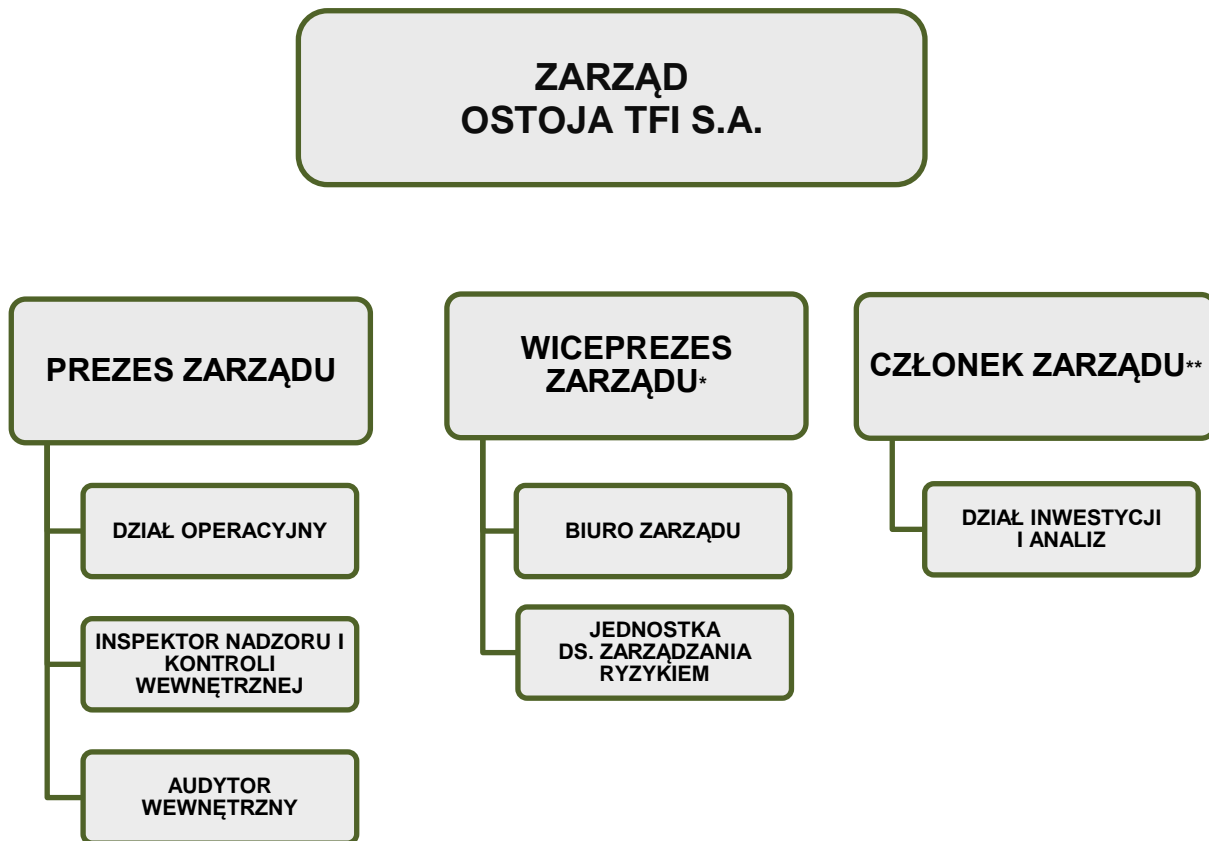 ZARZĄD
OSTOJA TFI S.A.
PREZES ZARZĄDU
DZIAŁ OPERACYJNY
INSPEKTOR NADZORU I
KONTROLI
WEWNĘTRZNEJ
AUDYTOR
WEWNĘTRZNY
WICEPREZES
ZARZĄDU*
BIURO ZARZĄDU
JEDNOSTKA
DS. ZARZĄDZANIA
RYZYKIEM
CZŁONEK ZARZĄDU**
DZIAŁ INWESTYCJI
I ANALIZ